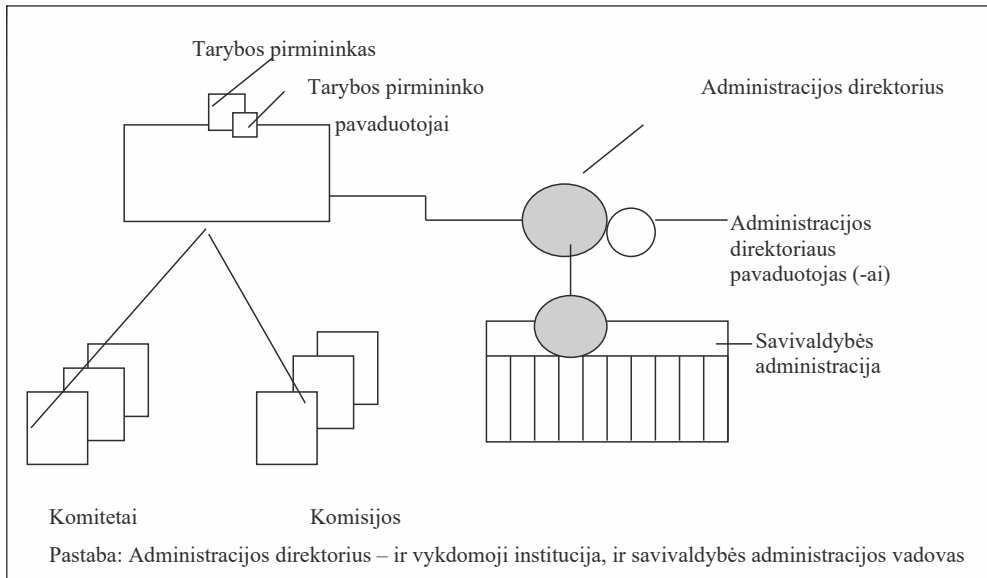 Tarybos pirmininkas
Tarybos pirmininko
pavaduotojai
Administracijos direktorius
Administracijos
direktoriaus
pavaduotojas (-ai)
Savivaldybės
administracija
Komitetai
Komisijos
Pastaba: Administracijos direktorius – ir vykdomoji institucija, ir savivaldybės administracijos vadovas